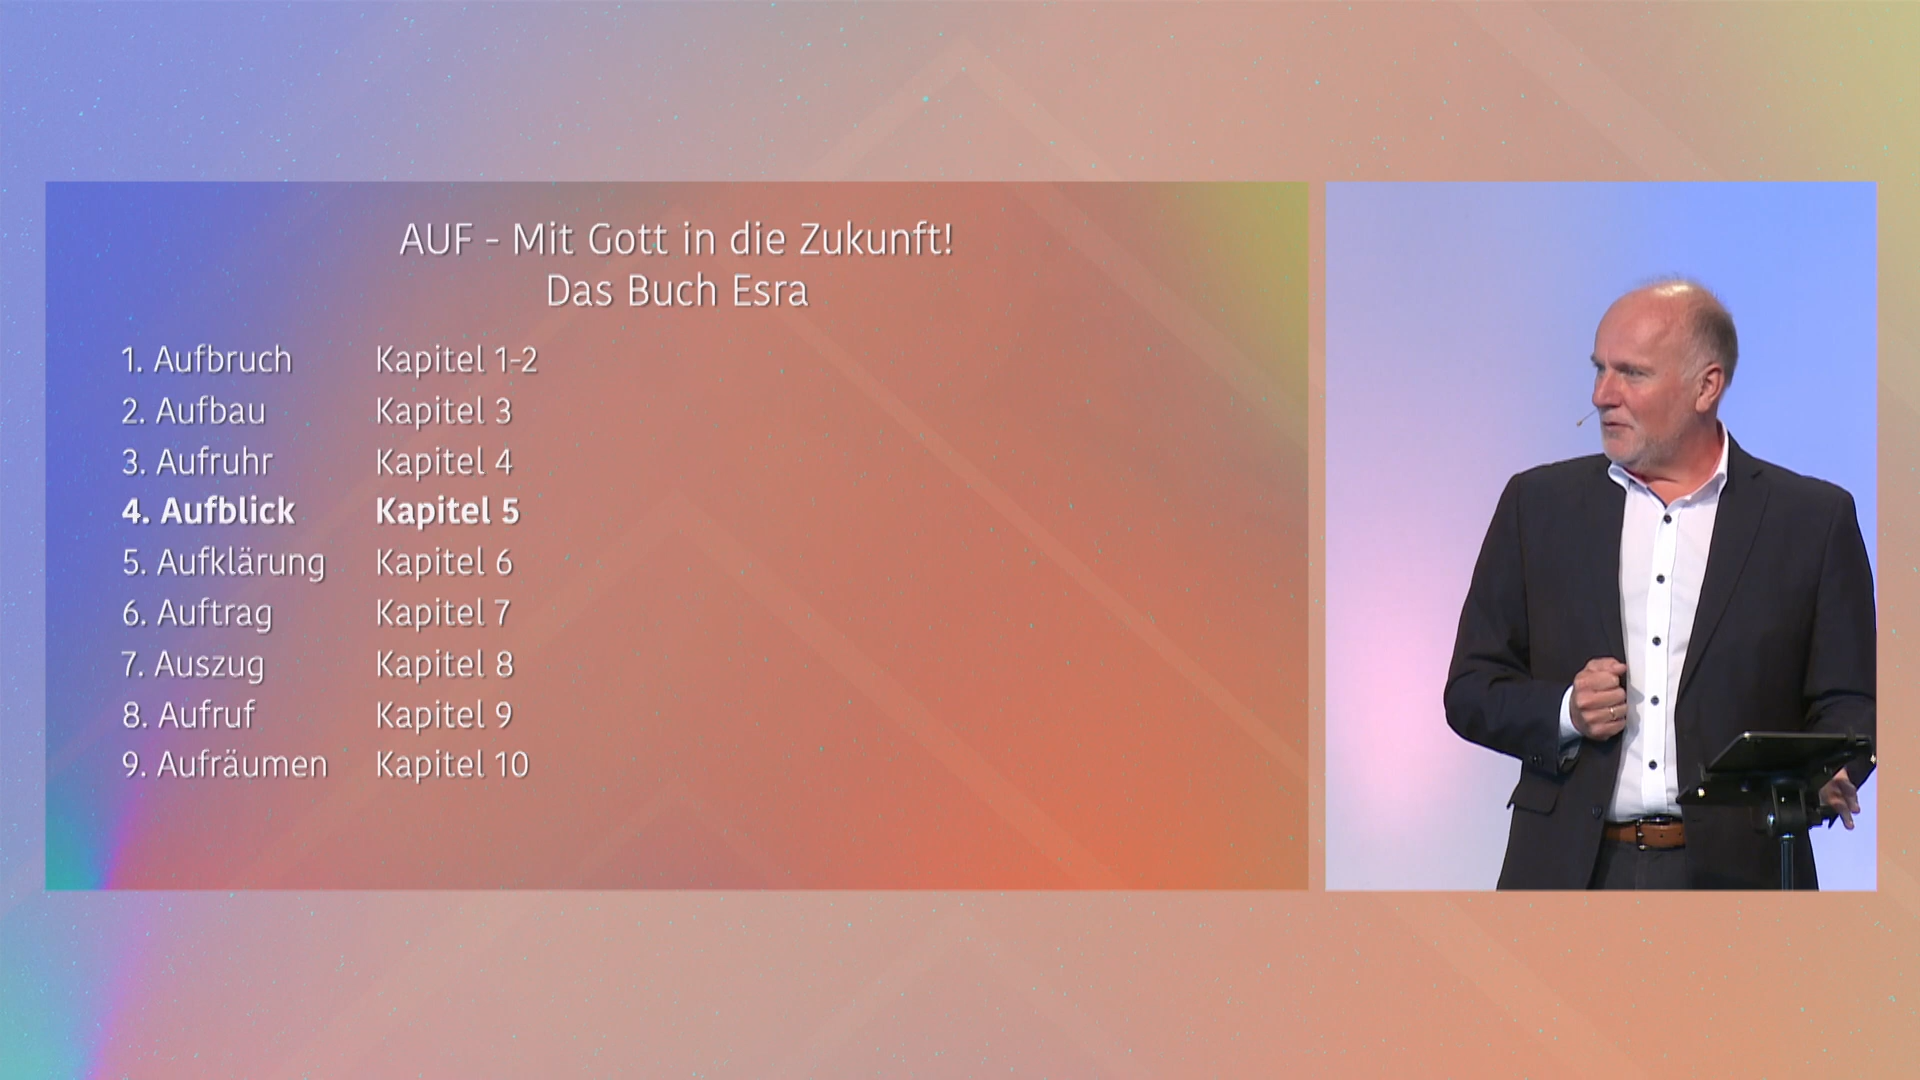 AUF - Mit Gott in die Zukunft!
Das Buch Esra
1. Aufbruch Kapitel 1-2
2. Aufbau Kapitel 3
3. Aufruhr Kapitel 4
4. Aufblick Kapitel 5
5. Aufklärung Kapitel 6
6. Auftrag Kapitel 7
7. Auszug Kapitel 8
8. Aufruf Kapitel 9
9. Aufräumen Kapitel 10